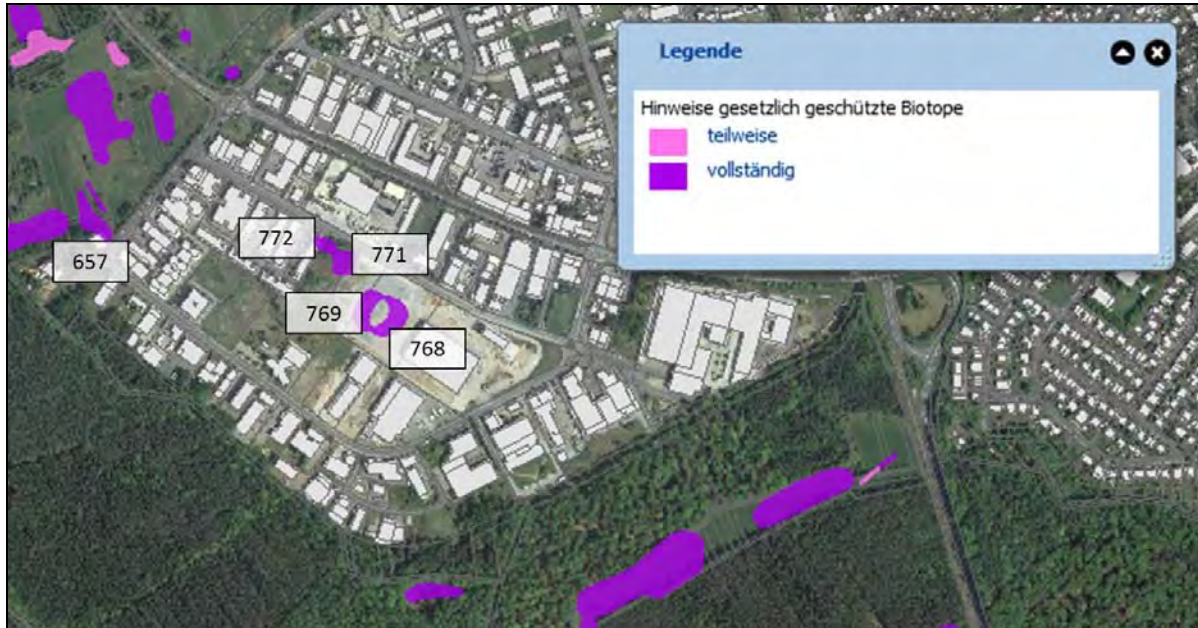 Legende
Hinweise gesetzlich geschützte Biotope
teilweise
vollständig
772
771
657
769
768